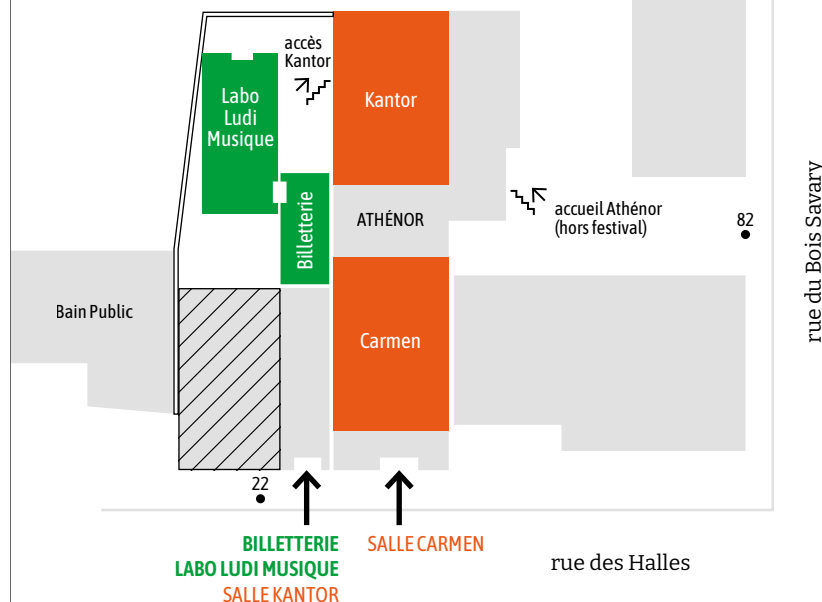 accès
Kantor
Labo
Ludi
Musique
Kantor
Billetterie
ATHÉNOR
accueil Athénor
(hors festival)
82
rue du Bois Savary
Bain Public
Carmen
22
BILLETTERIE
LABO LUDI MUSIQUE
SALLE KANTOR
SALLE CARMEN
rue des Halles